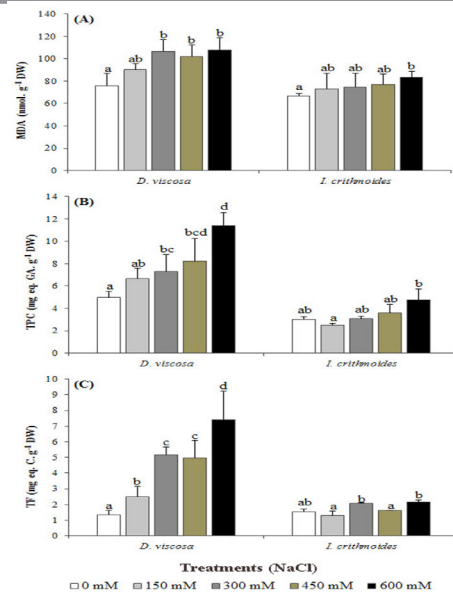 (A)
MDA (nmol. g-1 DW)
140
120
100
80
60
40
20
0
a ab b b b
a ab ab ab b
D. viscosa I. crithmoides
(B)
TPC (mg eq. GA. g-1 DW)
14
12
10
8
6
4
2
0
a ab bc bcd d
ab a ab ab b
D. viscosa I. crithmoides
(C)
TF (mg eq. C. g-1 DW)
10
9
8
7
6
5
4
3
2
1
0
a b c c d
ab a b a b
D. viscosa I. crithmoides
Treatments (NaCl)
0 mM 150 mM 300 mM 450 mM 600 mM